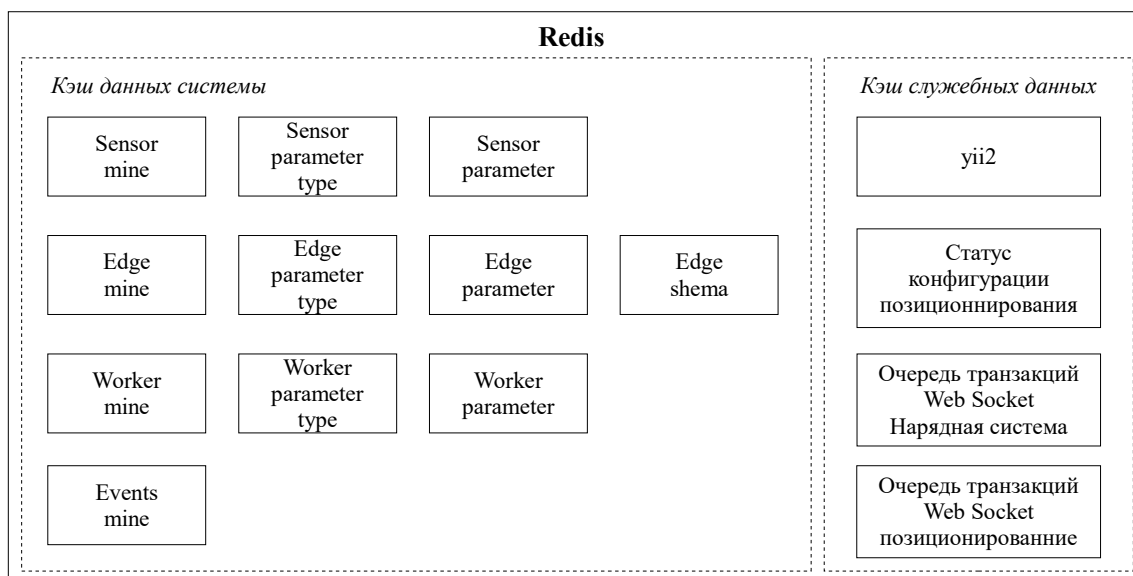 Redis
Кэш данных системы
Sensor
mine
Sensor
parameter
type
Sensor
parameter
Edge
mine
Edge
parameter
type
Edge
parameter
Edge
shema
Worker
mine
Worker
parameter
type
Worker
parameter
Events
mine
Кэш служебных данных
yii2
Статус
конфигурации
позиционнирования
Очередь транзакций
Web Socket
Нарядная система
Очередь транзакций
Web Socket
позиционированние